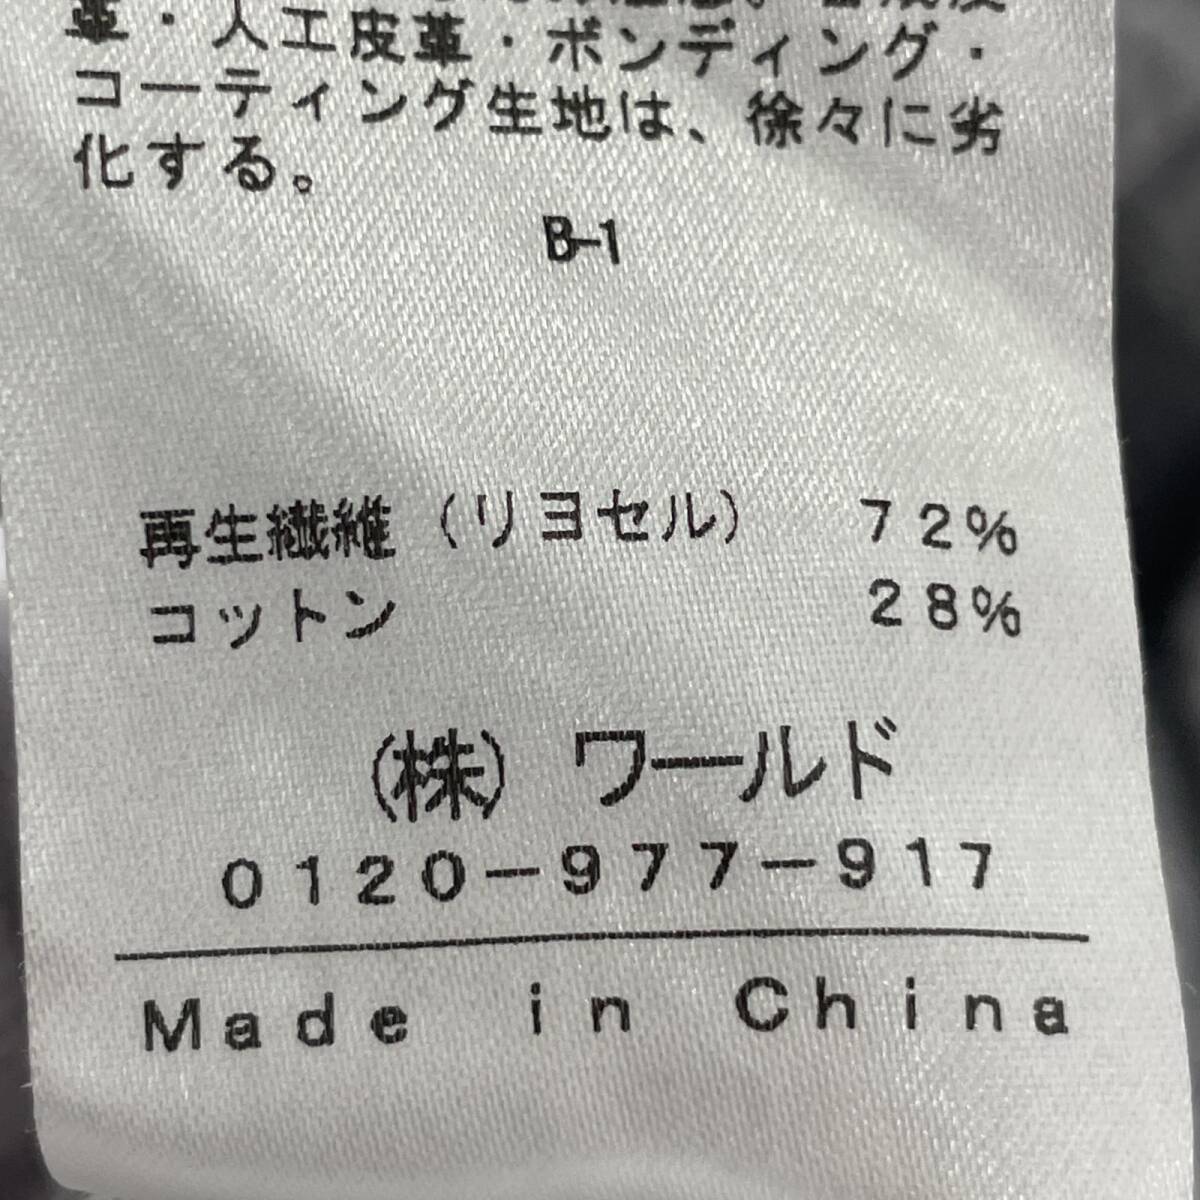 革・人工皮革・ボンディング・
コーティング生地は、徐々に劣
化する。
B-1
再生繊維（リヨセル） 72%
コットン 28%
(株) ワールド
0120-977-917
Made in China